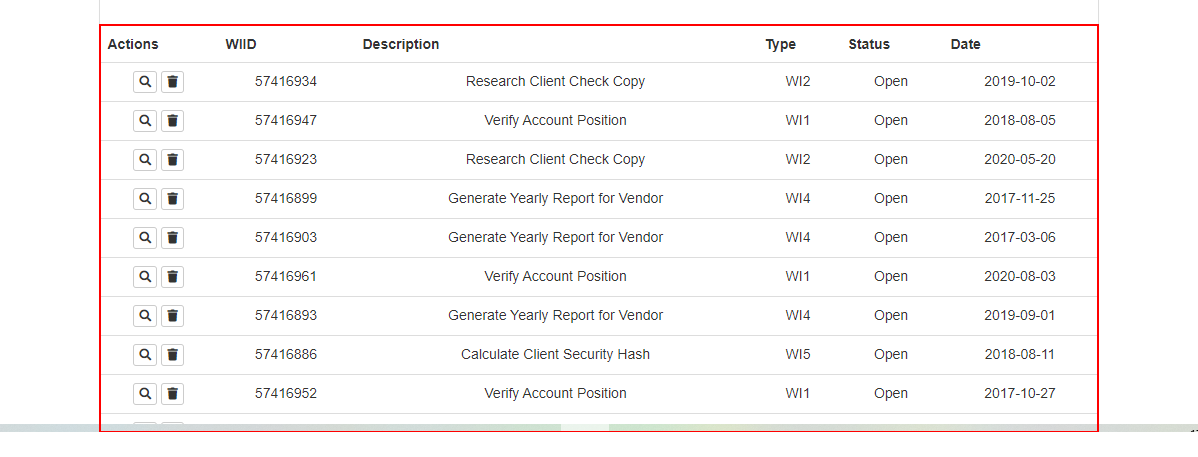 Actions WIID Description Type Status Date
57416934 Research Client Check Copy WI2 Open 2019-10-02
57416947 Verify Account Position WI1 Open 2018-08-05
57416923 Research Client Check Copy WI2 Open 2020-05-20
57416899 Generate Yearly Report for Vendor WI4 Open 2017-11-25
57416903 Generate Yearly Report for Vendor WI4 Open 2017-03-06
57416961 Verify Account Position WI1 Open 2020-08-03
57416893 Generate Yearly Report for Vendor WI4 Open 2019-09-01
57416886 Calculate Client Security Hash WI5 Open 2018-08-11
57416952 Verify Account Position WI1 Open 2017-10-27